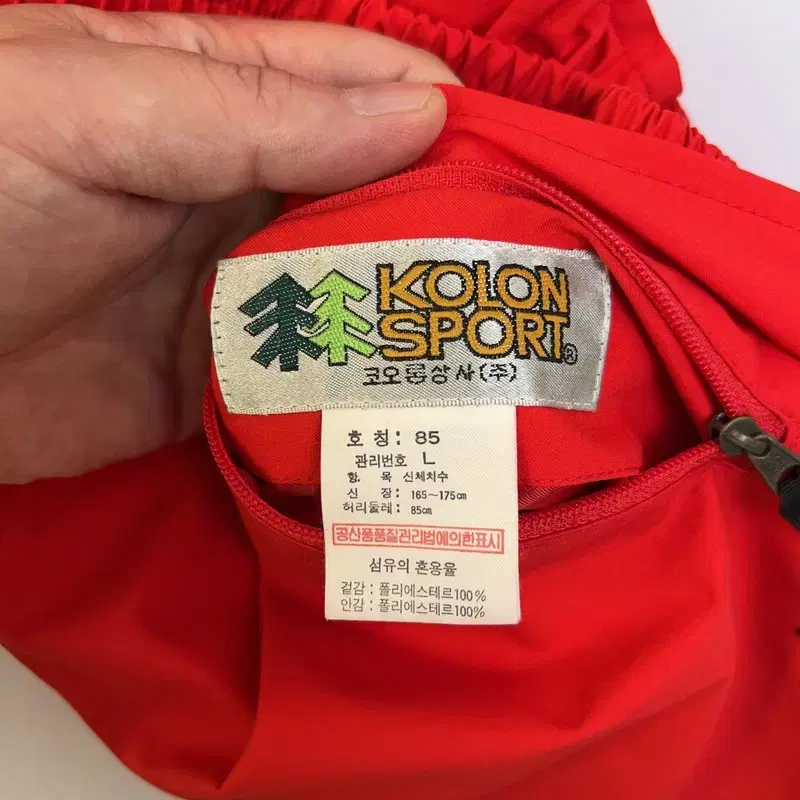 KOLON
SPORT®
코오롱상사(주)
호 칭: 85
관리번호 L
항 목 신체치수
신 장: 165~175cm
허리둘레: 85cm
공산품품질관리법에의한표시
섬유의 혼용율
겉감: 폴리에스테르100%
안감: 폴리에스테르100%